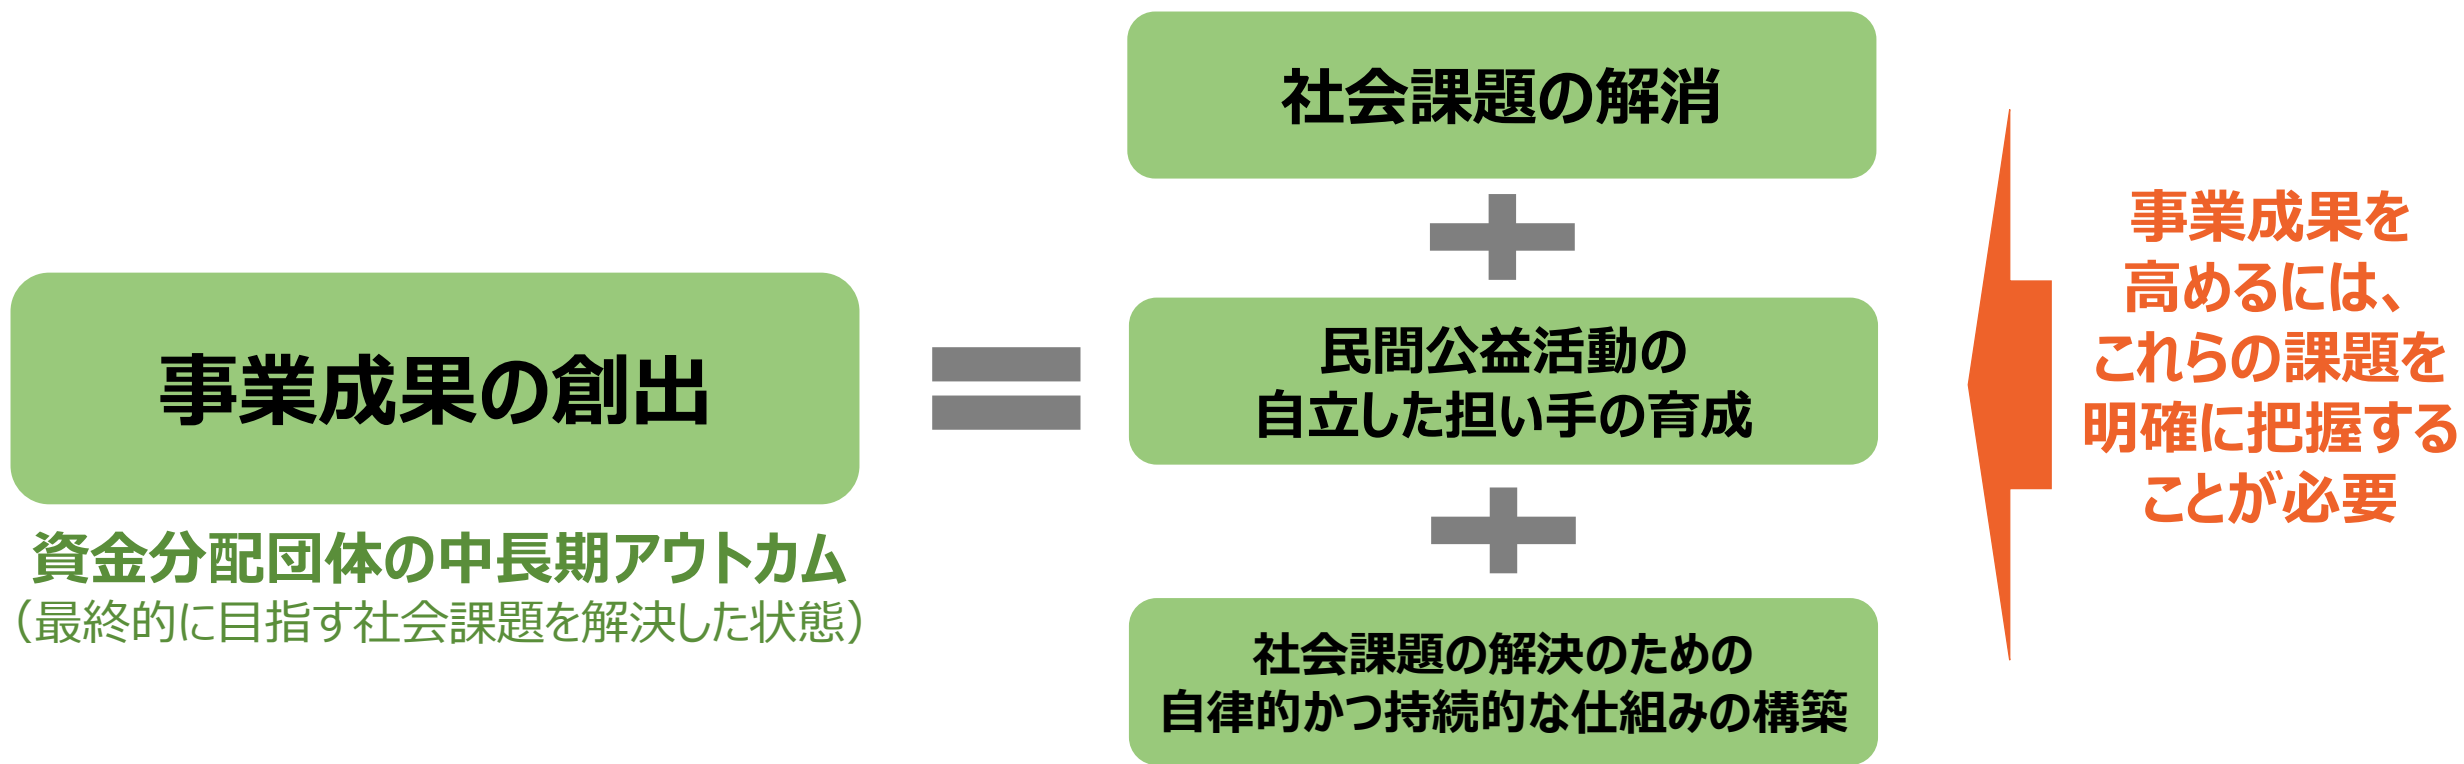 事業成果の創出
資金分配団体の中長期アウトカム
（最終的に目指す社会課題を解決した状態）
社会課題の解消
民間公益活動の
自立した担い手の育成
社会課題の解決のための
自律的かつ持続的な仕組みの構築
事業成果を
高めるには、
これらの課題を
明確に把握する
ことが必要